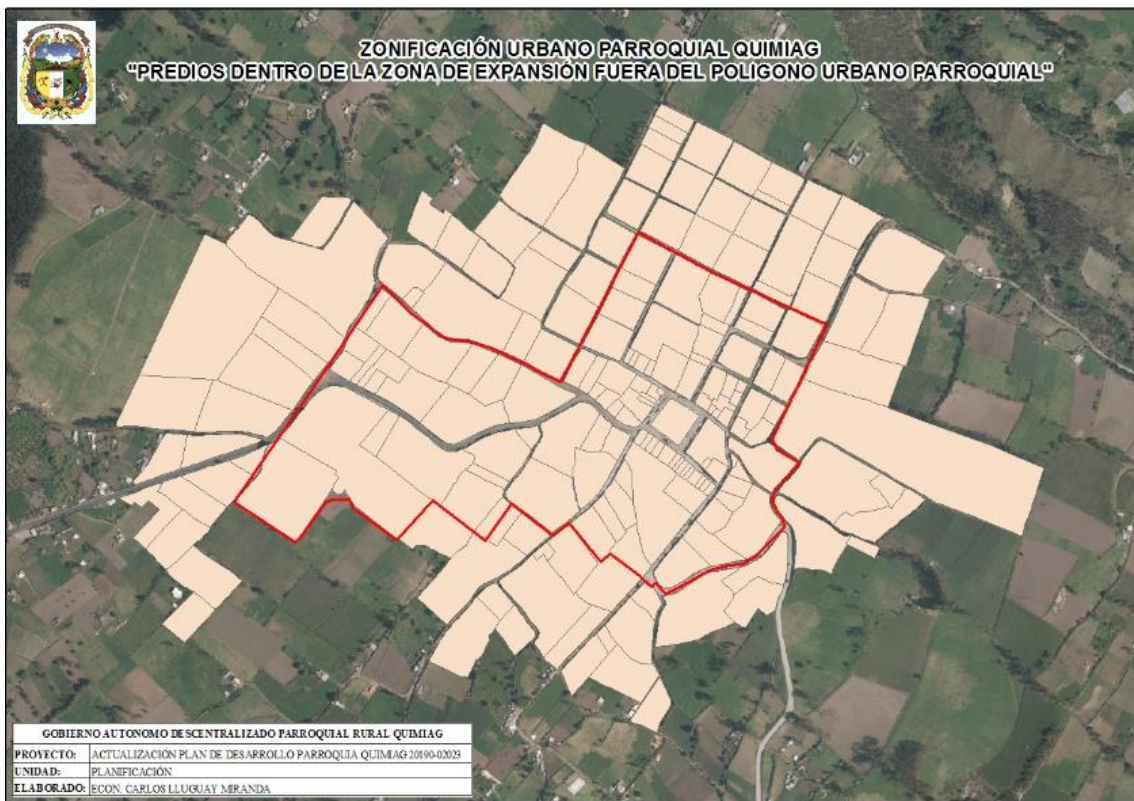 ZONIFICACIÓN URBANO PARROQUIAL QUIMIAG
"PREDIOS DENTRO DE LA ZONA DE EXPANSIÓN FUERA DEL POLIGONO URBANO PARROQUIAL"
GOBIERNO AUTONOMO DESCENTRALIZADO PARROQUIAL RURAL QUIMIAG
PROYECTO: ACTUALIZACIÓN PLAN DE DESARROLLO PARROQUIA QUIMIAG 20190-02023
UNIDAD: PLANIFICACIÓN
ELABORADO: ECON. CARLOS LLUGUAY MIRANDA